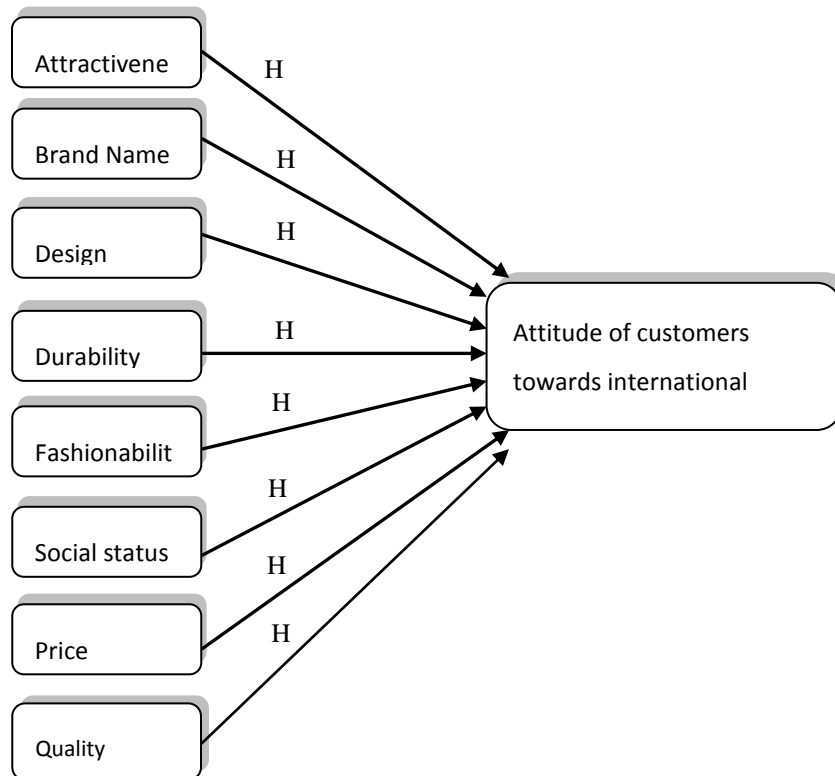 Attractivene
H
Brand Name
H
Design
H
Durability
H
Attitude of customers
towards international
Fashionabilit
H
Social status
H
Price
H
Quality
H